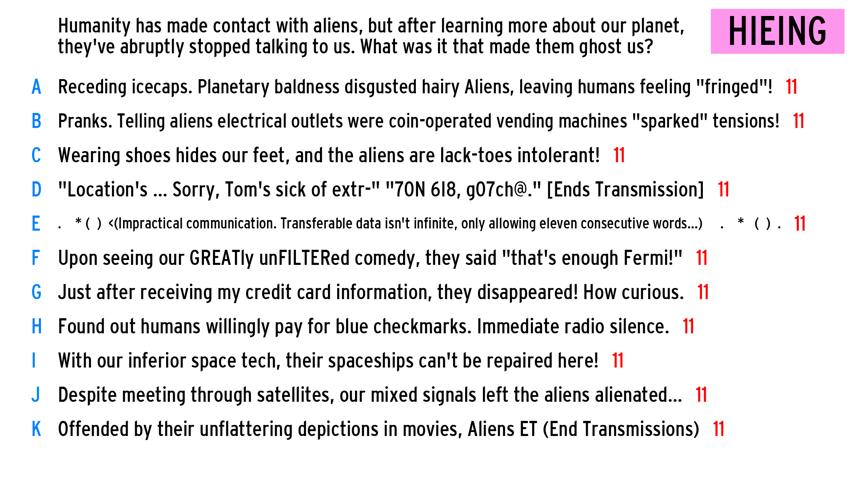 Humanity has made contact with aliens, but after learning more about our planet,
they've abruptly stopped talking to us. What was it that made them ghost us?
HIEING
A Receding icecaps. Planetary baldness disgusted hairy Aliens, leaving humans feeling "fringed"! 11
B Pranks. Telling aliens electrical outlets were coin-operated vending machines "sparked" tensions! 11
C Wearing shoes hides our feet, and the aliens are lack-toes intolerant! 11
D "Location's ... Sorry, Tom's sick of extr-" "70N 6I8, g07ch@." [Ends Transmission] 11
E . *( ) <(Impractical communication. Transferable data isn't infinite, only allowing eleven consecutive words...) . * ( ) . 11
F Upon seeing our GREATly unFILTERed comedy, they said "that's enough Fermi!" 11
G Just after receiving my credit card information, they disappeared! How curious. 11
H Found out humans willingly pay for blue checkmarks. Immediate radio silence. 11
I With our inferior space tech, their spaceships can't be repaired here! 11
J Despite meeting through satellites, our mixed signals left the aliens alienated... 11
K Offended by their unflattering depictions in movies, Aliens ET (End Transmissions) 11